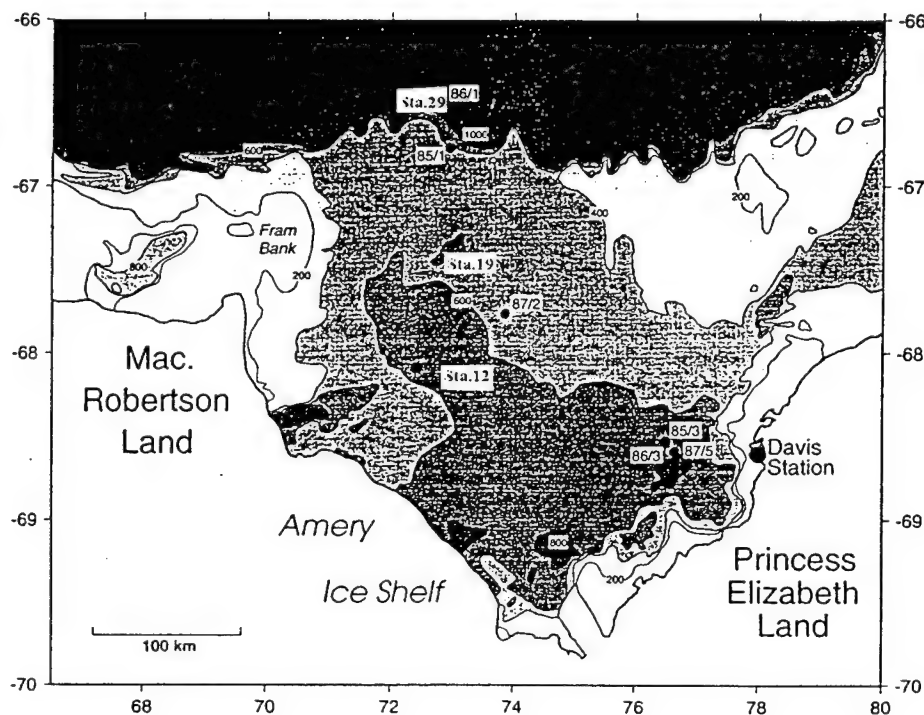 -66
-66
Sta.29
86/1
1000
600
85/1
-67
-67
200
400
Fram
Bank
Sta.19
800
200
600
87/2
-68
-68
Mac.
Robertson
Land
Sta.12
85/3
86/3
87/5
Davis
Station
-69
-69
Amery
Ice Shelf
800
200
Princess
Elizabeth
Land
100 km
-70
-70
68
70
72
74
76
78
80